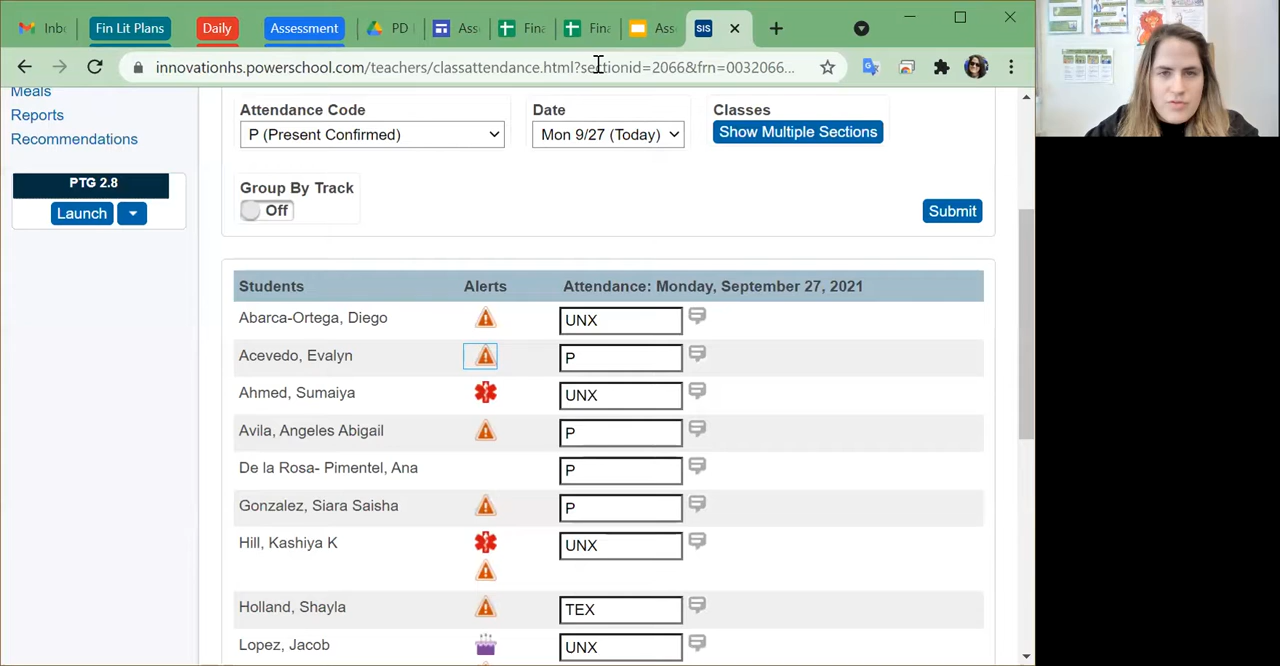 Inb
Fin Lit Plans
Daily
Assessment
PD
Ass
Fina
Fina
Ass
SIS
innovationhs.powerschool.com/
ers/classattendance.html?sectionid=2066&frn=0032066...
Meals
Reports
Recommendations
PTG 2.8
Launch
Attendance Code
P (Present Confirmed)
Date
Mon 9/27 (Today)
Classes
Show Multiple Sections
Group By Track
Off
Submit
Students Alerts Attendance: Monday, September 27, 2021
Abarca-Ortega, Diego UNX
Acevedo, Evalyn P
Ahmed, Sumaiya UNX
Avila, Angeles Abigail P
De la Rosa- Pimentel, Ana P
Gonzalez, Siara Saisha P
Hill, Kashiya K UNX
Holland, Shayla TEX
Lopez, Jacob UNX